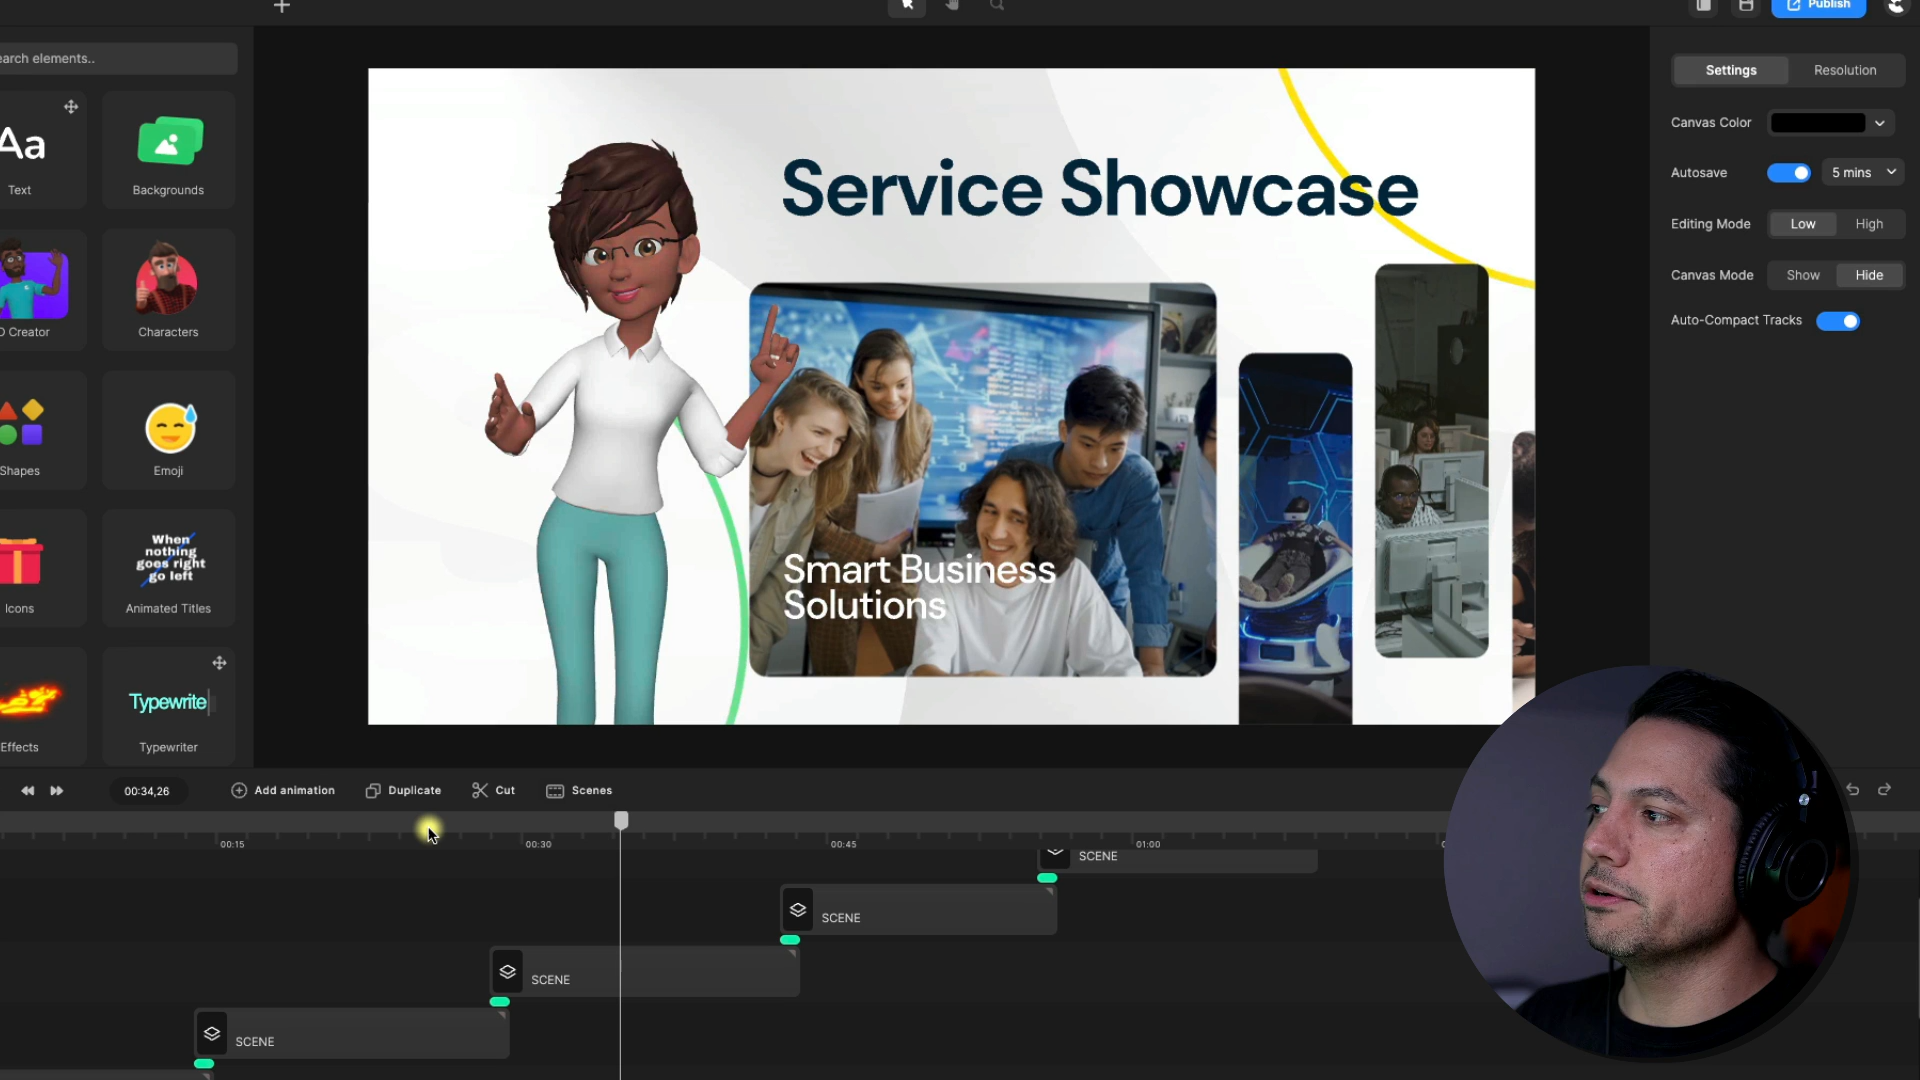 Publish
earch elements..
Settings
Resolution
Aa
Text
Backgrounds
Canvas Color
Autosave
5 mins
Editing Mode
Low
High
Canvas Mode
Show
Hide
Auto-Compact Tracks
D Creator
Characters
Shapes
Emoji
Icons
When
nothing
goes right
go left
Animated Titles
Typewrite
Effects
Typewriter
Service Showcase
Smart Business
Solutions
00:34,26
Add animation
Duplicate
Cut
Scenes
00:15
00:30
00:45
01:00
SCENE
SCENE
SCENE
SCENE